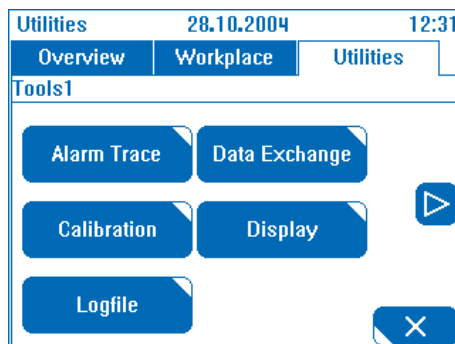 Utilities 28.10.2004 12:31
Overview Workplace Utilities
Tools1
Alarm Trace Data Exchange
Calibration Display
Logfile